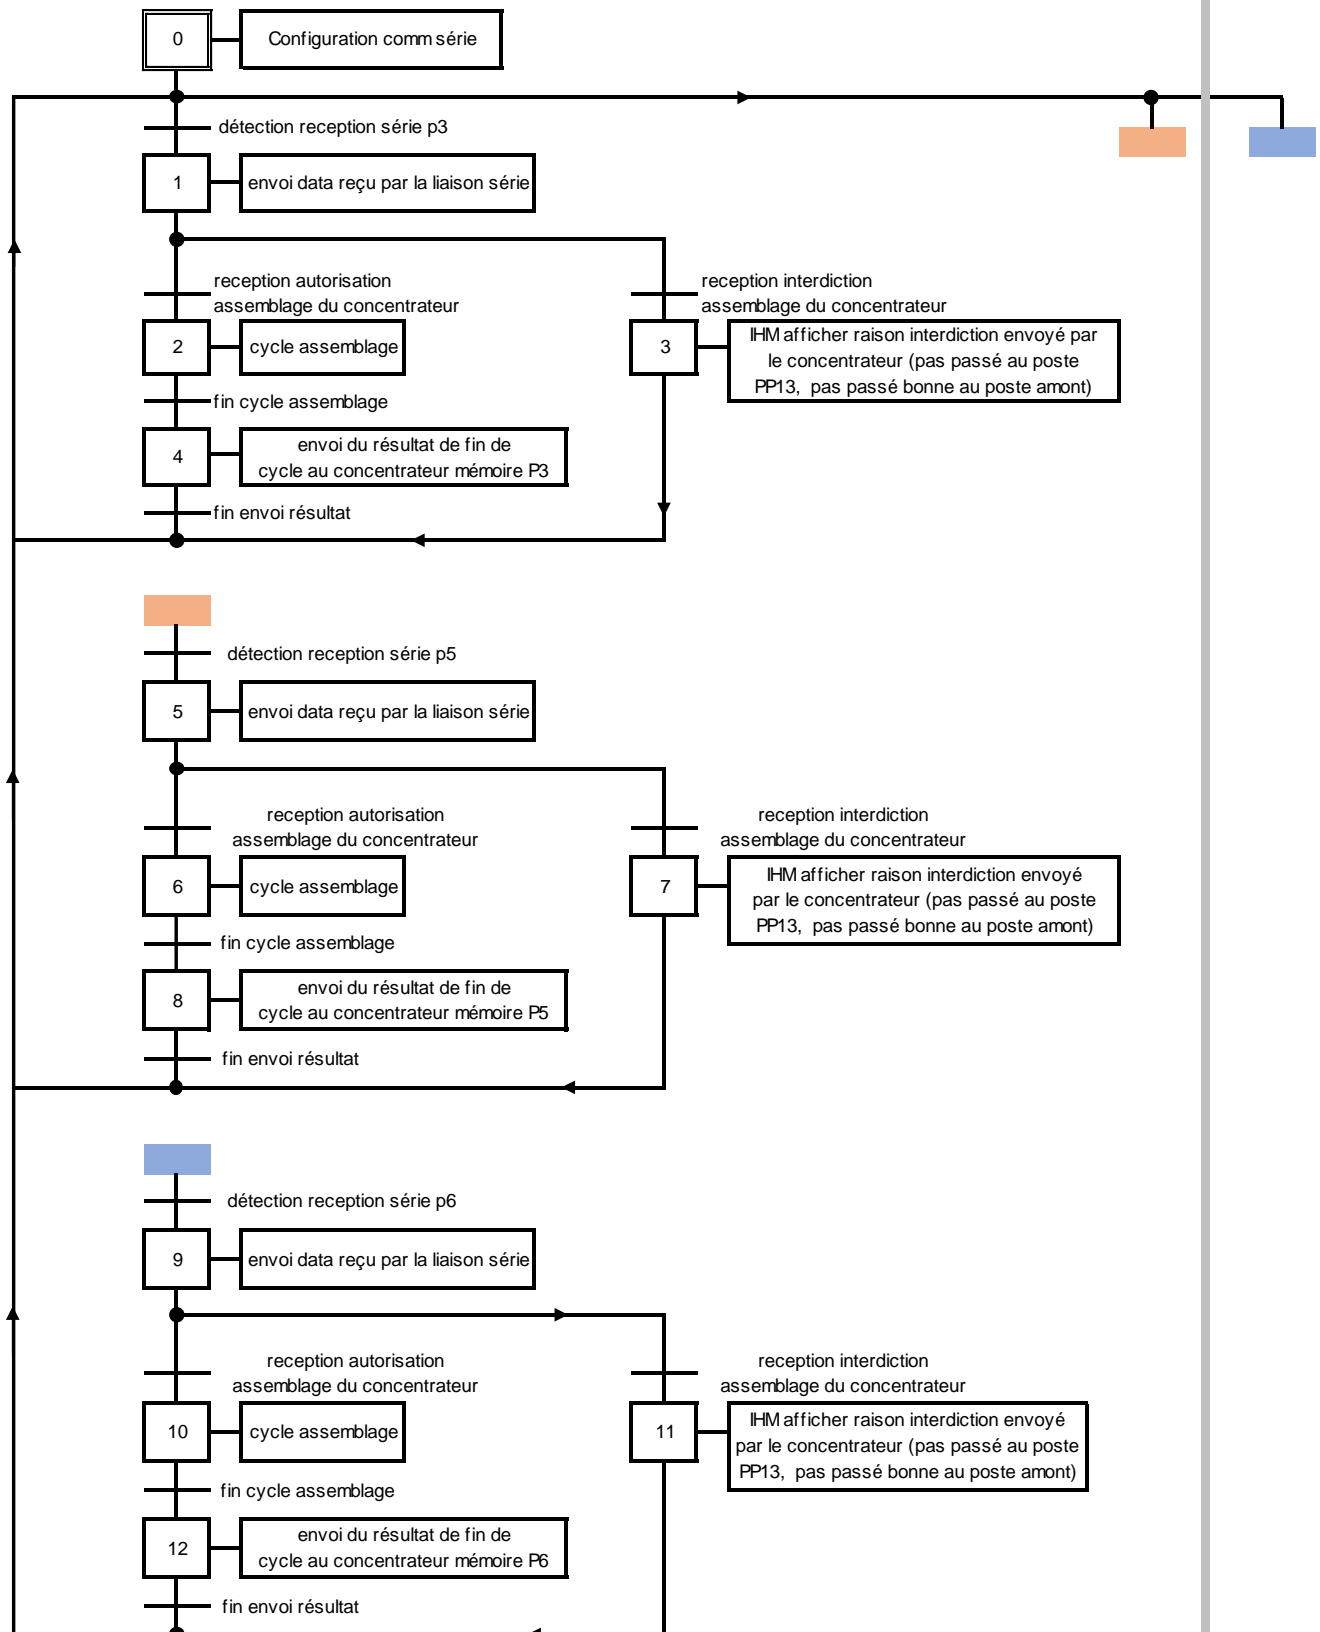 0
Configuration comm série
détection reception série p3
1
envoi data reçu par la liaison série
reception autorisation
assemblage du concentrateur
reception interdiction
assemblage du concentrateur
2
cycle assemblage
3
IHM afficher raison interdiction envoyé par
le concentrateur (pas passé au poste
PP13, pas passé bonne au poste amont)
fin cycle assemblage
4
envoi du résultat de fin de
cycle au concentrateur mémoire P3
fin envoi résultat
détection reception série p5
5
envoi data reçu par la liaison série
reception autorisation
assemblage du concentrateur
reception interdiction
assemblage du concentrateur
6
cycle assemblage
7
IHM afficher raison interdiction envoyé
par le concentrateur (pas passé au poste
PP13, pas passé bonne au poste amont)
fin cycle assemblage
8
envoi du résultat de fin de
cycle au concentrateur mémoire P5
fin envoi résultat
détection reception série p6
9
envoi data reçu par la liaison série
reception autorisation
assemblage du concentrateur
reception interdiction
assemblage du concentrateur
10
cycle assemblage
11
IHM afficher raison interdiction envoyé
par le concentrateur (pas passé au poste
PP13, pas passé bonne au poste amont)
fin cycle assemblage
12
envoi du résultat de fin de
cycle au concentrateur mémoire P6
fin envoi résultat